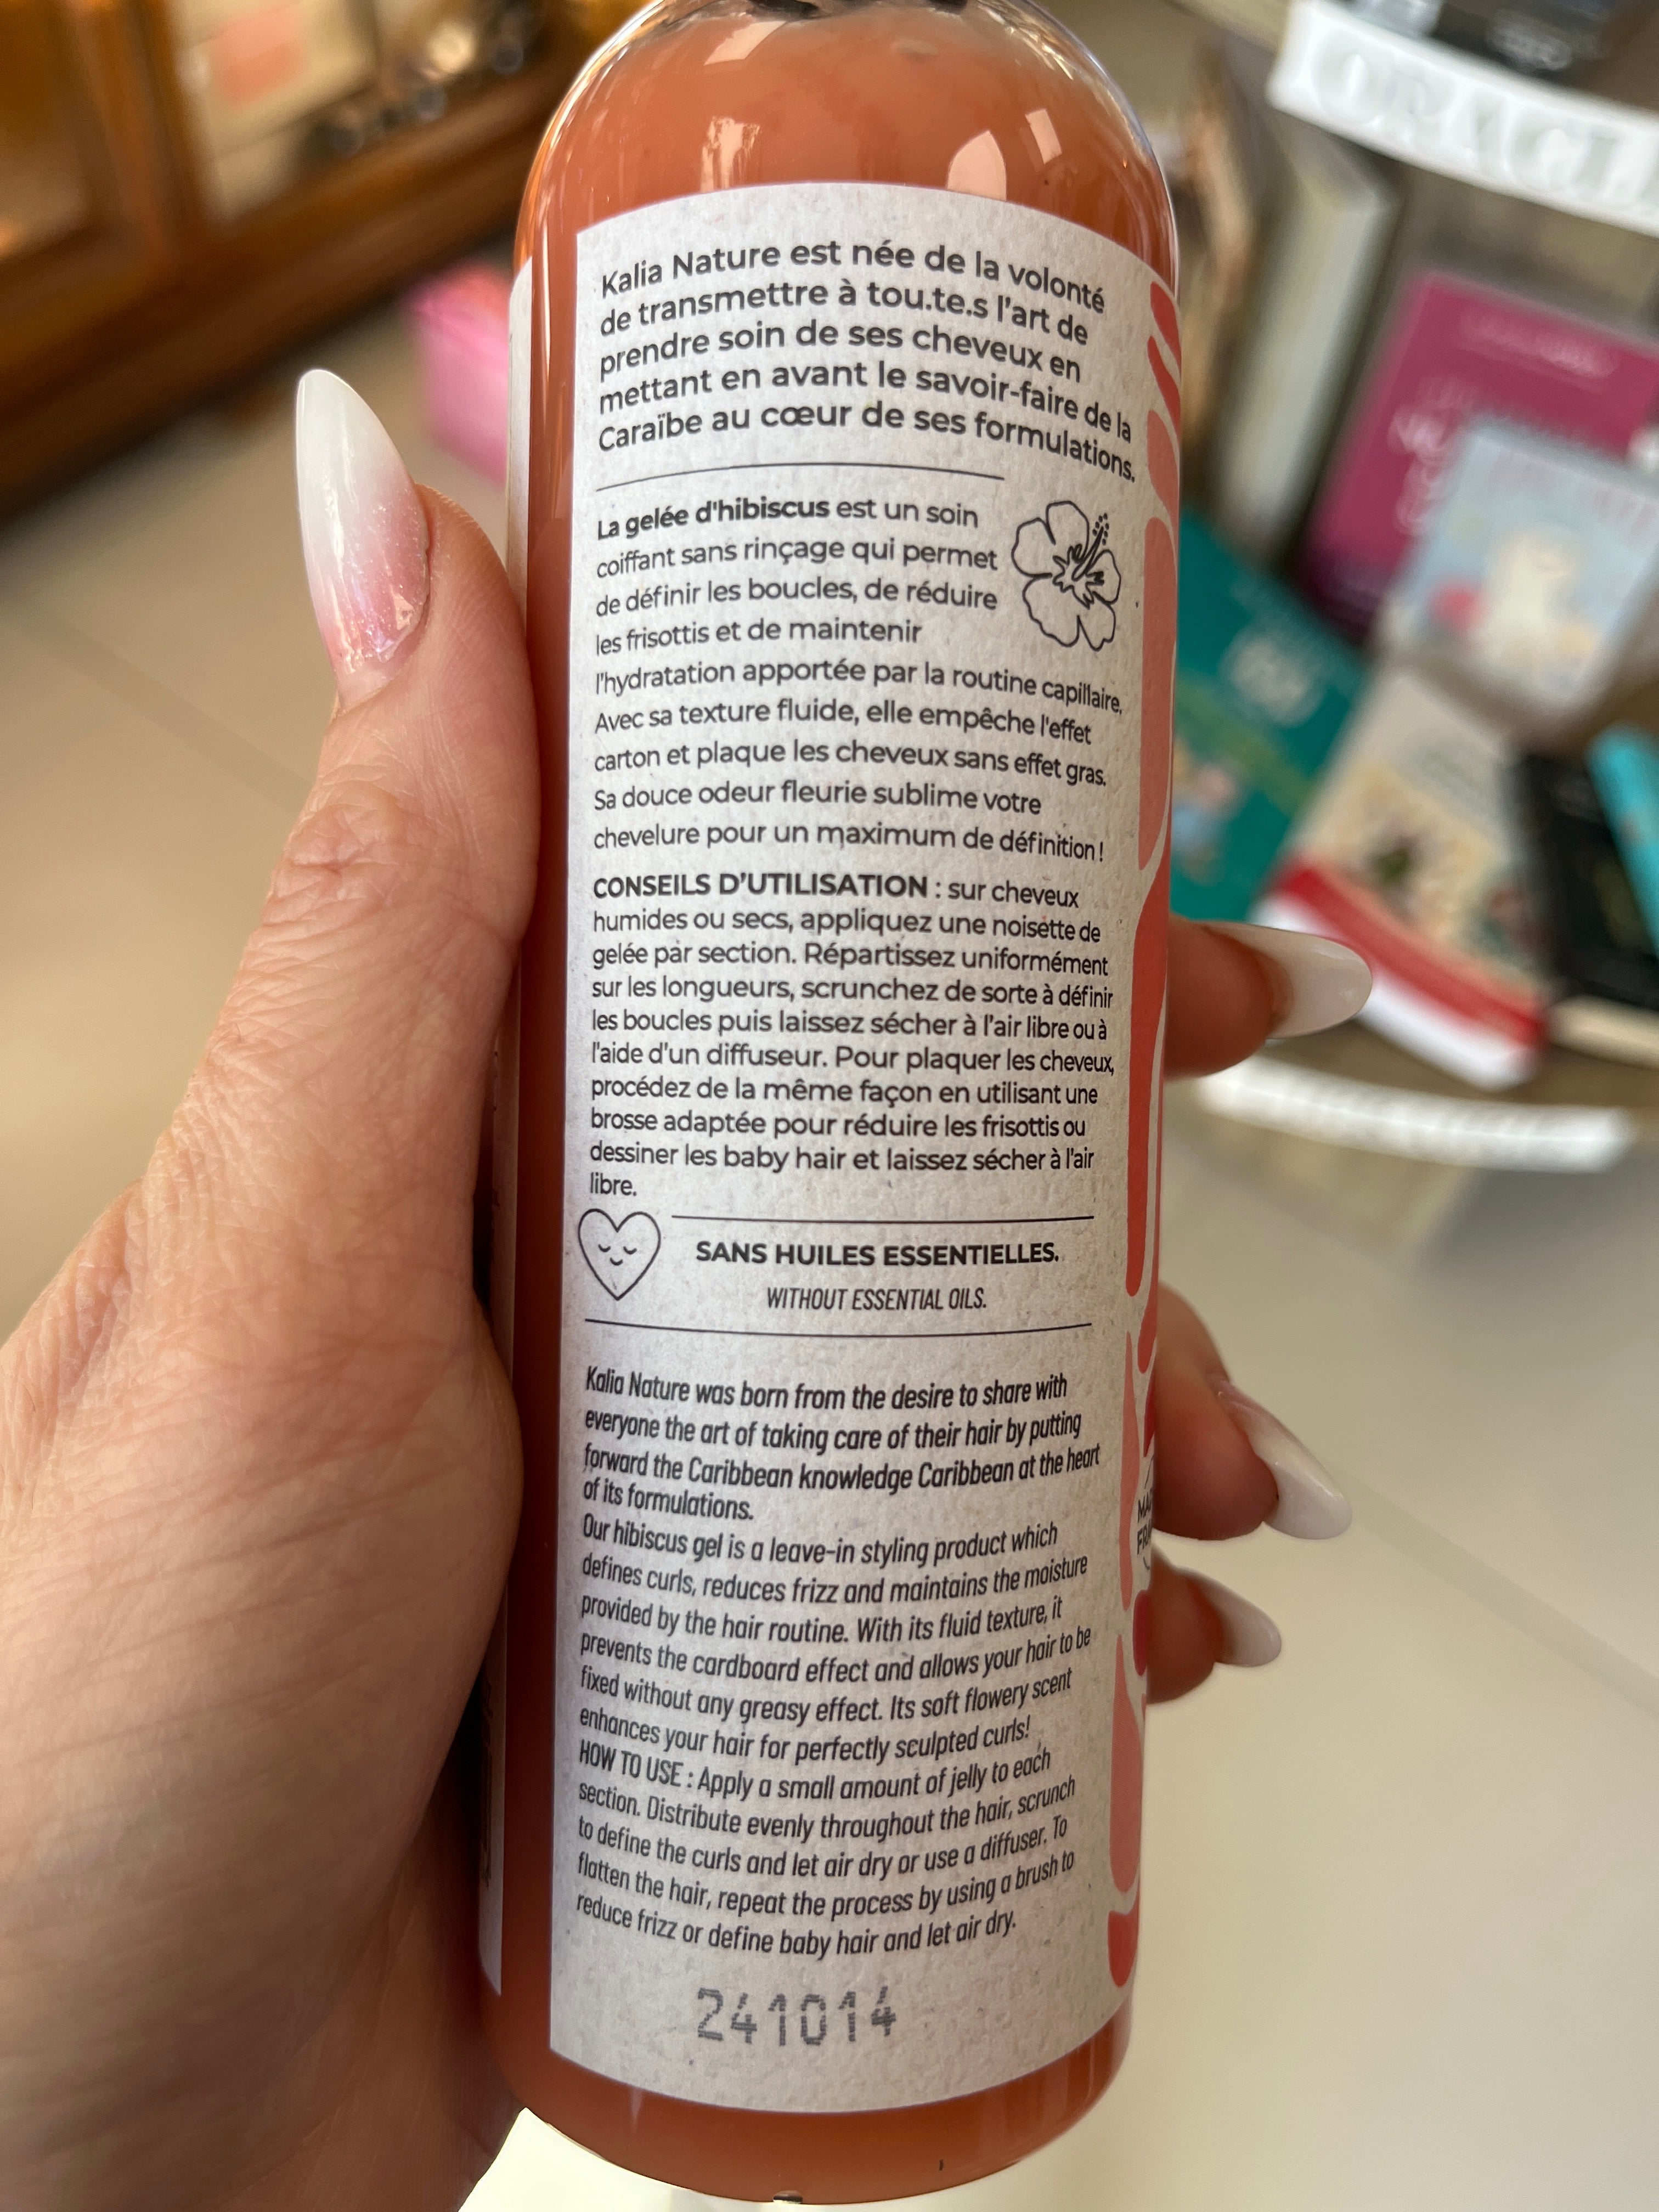 ORACL
Kalia Nature est née de la volonté
de transmettre à tou.te.s l'art de
prendre soin de ses cheveux en
mettant en avant le savoir-faire de la
Caraïbe au cœur de ses formulations.
La gelée d'hibiscus est un soin
coiffant sans rinçage qui permet
de définir les boucles, de réduire
les frisottis et de maintenir
l'hydratation apportée par la routine capillaire.
Avec sa texture fluide, elle empêche l'effet
carton et plaque les cheveux sans effet gras.
Sa douce odeur fleurie sublime votre
chevelure pour un maximum de définition !
CONSEILS D'UTILISATION : sur cheveux
humides ou secs, appliquez une noisette de
gelée par section. Répartissez uniformément
sur les longueurs, scrunchez de sorte à définir
les boucles puis laissez sécher à l'air libre ou à
l'aide d'un diffuseur. Pour plaquer les cheveux,
procédez de la même façon en utilisant une
brosse adaptée pour réduire les frisottis ou
dessiner les baby hair et laissez sécher à l'air
libre.
SANS HUILES ESSENTIELLES.
WITHOUT ESSENTIAL OILS.
Kalia Nature was born from the desire to share with
everyone the art of taking care of their hair by putting
forward the Caribbean knowledge Caribbean at the heart
of its formulations.
Our hibiscus gel is a leave-in styling product which
defines curls, reduces frizz and maintains the moisture
provided by the hair routine. With its fluid texture, it
prevents the cardboard effect and allows your hair to be
fixed without any greasy effect. Its soft flowery scent
enhances your hair for perfectly sculpted curls!
HOW TO USE : Apply a small amount of jelly to each
section. Distribute evenly throughout the hair, scrunch
to define the curls and let air dry or use a diffuser. To
flatten the hair, repeat the process by using a brush to
reduce frizz or define baby hair and let air dry.
241014